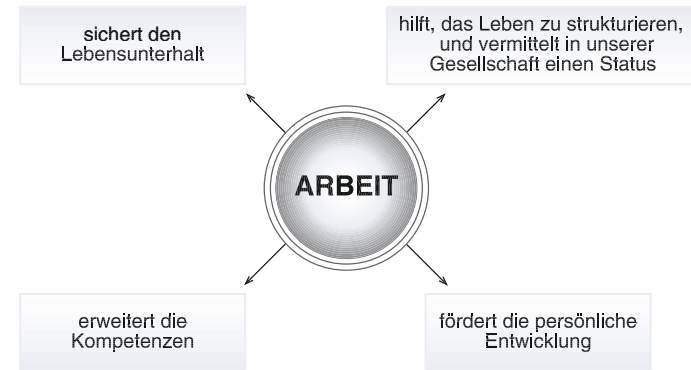 sichert den
Lebensunterhalt
hilft, das Leben zu strukturieren,
und vermittelt in unserer
Gesellschaft einen Status
ARBEIT
erweitert die
Kompetenzen
fördert die persönliche
Entwicklung